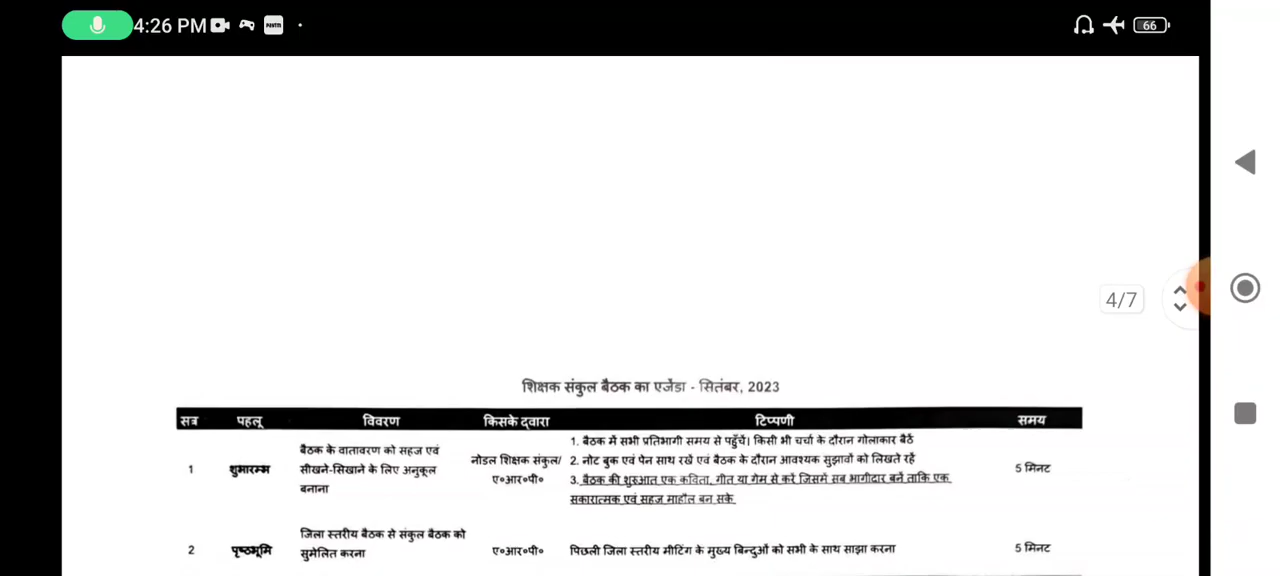 4:26 PM
66
4/7
शिक्षक संकुल बैठक का एजेंडा - सितंबर, 2023
सत्र पहलू विवरण किसके द्वारा टिप्पणी समय
1 शुभारम्भ बैठक के वातावरण को सहज एवं
सीखने-सिखाने के लिए अनुकूल
बनाना
नोडल शिक्षक संकुल/
ए०आर०पी०
1. बैठक में सभी प्रतिभागी समय से पहुँचें। किसी भी चर्चा के दौरान गोलाकार बैठें
2. नोट बुक एवं पेन साथ रखें एवं बैठक के दौरान आवश्यक सुझावों को लिखते रहें
3. बैठक की शुरुआत एक कविता, गीत या गेम से करें जिसमें सब भागीदार बनें ताकि एक
सकारात्मक एवं सहज माहौल बन सके
5 मिनट
2 पृष्ठभूमि जिला स्तरीय बैठक से संकुल बैठक को
सुमेलित करना
ए०आर०पी० पिछली जिला स्तरीय मीटिंग के मुख्य बिन्दुओं को सभी के साथ साझा करना 5 मिनट